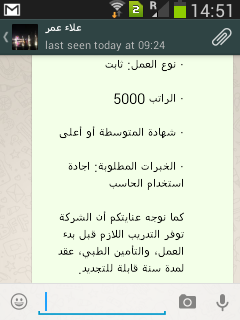 14:51
علاء عمر
last seen today at 09:24
· نوع العمل: ثابت
· الراتب 5000
· شهادة المتوسطة أو أعلى
· الخبرات المطلوبة: اجادة
استخدام الحاسب
كما نوجه عنايتكم أن الشركة
توفر التدريب اللازم قبل بدء
العمل، والتأمين الطبي، عقد
لمدة سنة قابلة للتجديد.